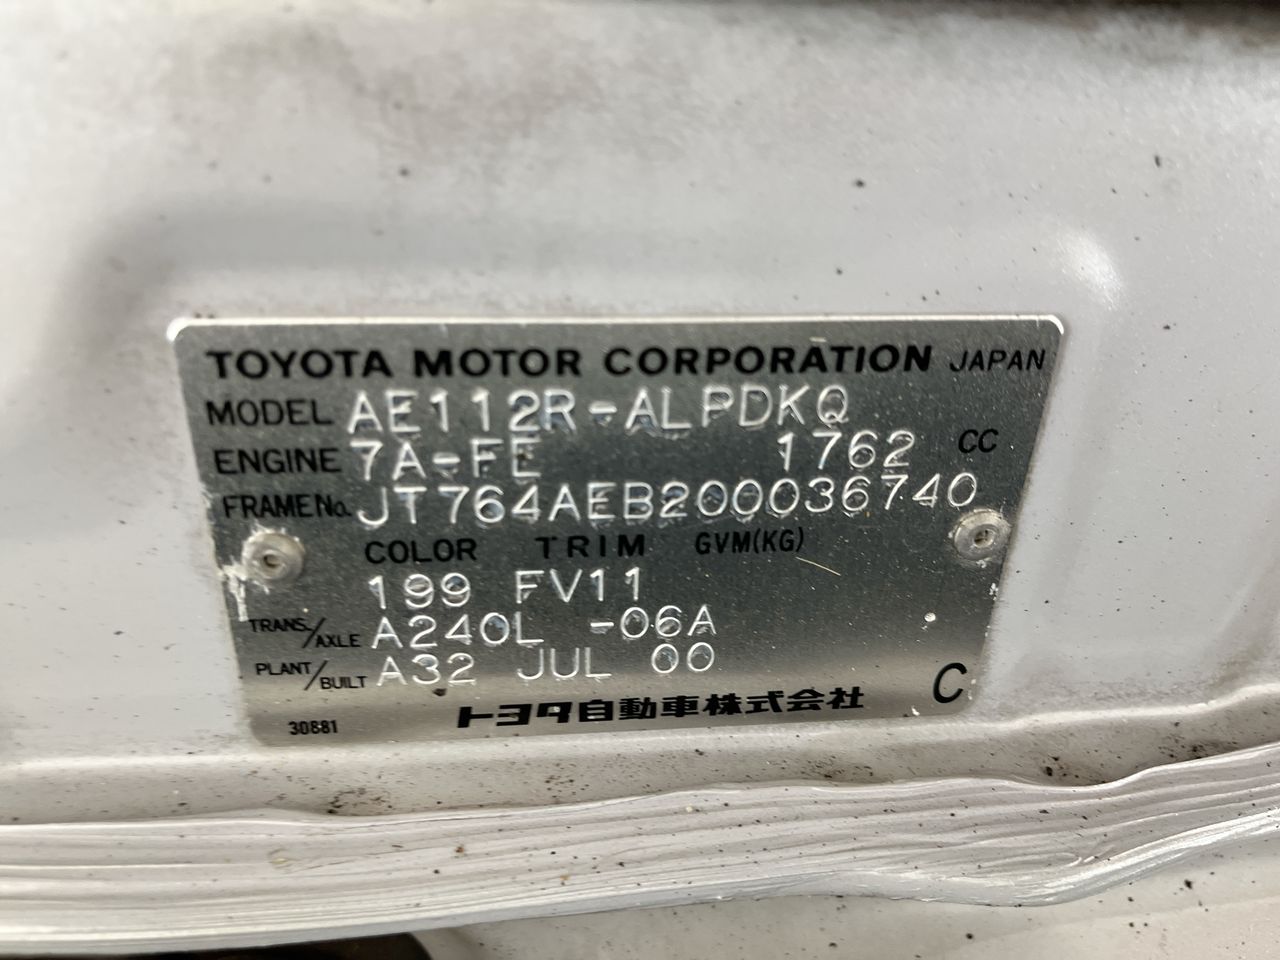 TOYOTA MOTOR CORPORATION JAPAN
MODEL AE112R-ALPDKQ
ENGINE 7A-FE 1762 CC
FRAME No. JT764AEB200036740
COLOR TRIM GVM(KG)
199 FV11
TRANS./AXLE A240L -06A
PLANT/BUILT A32 JUL 00
30881 トヨタ自動車株式会社 C